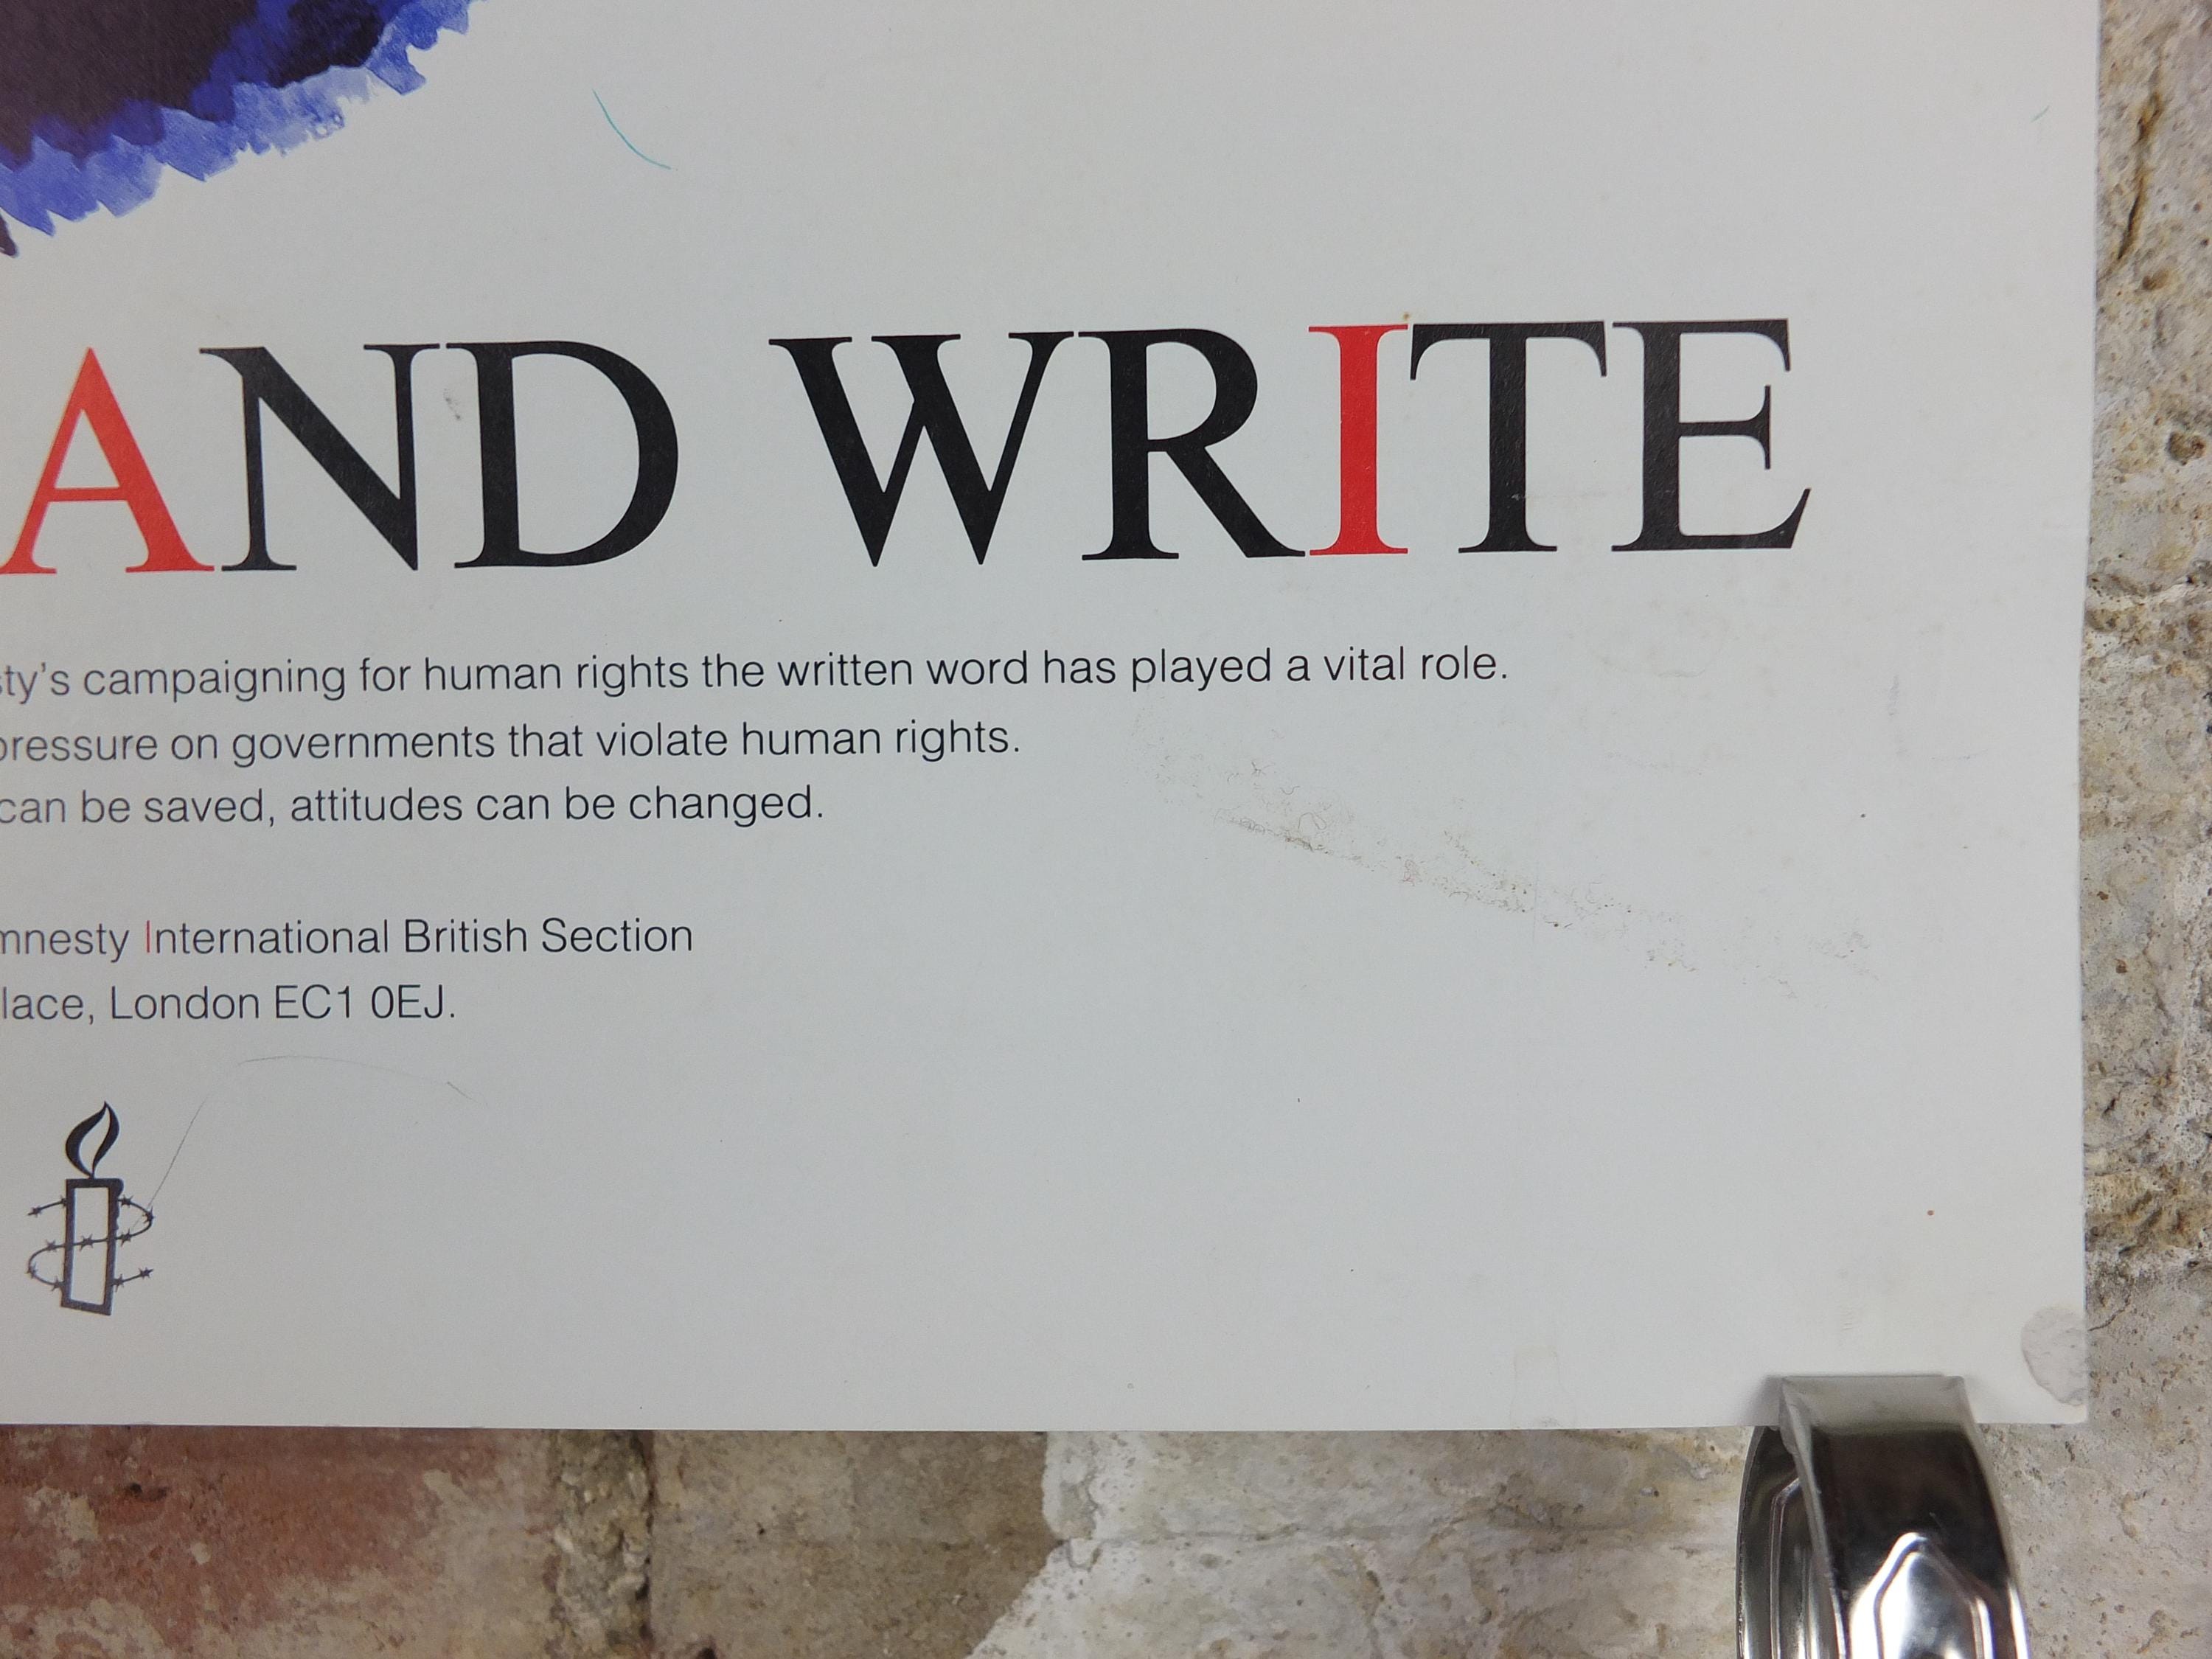 AND WRITE
ty's campaigning for human rights the written word has played a vital role.
pressure on governments that violate human rights.
can be saved, attitudes can be changed.
mnesty International British Section
lace, London EC1 0EJ.